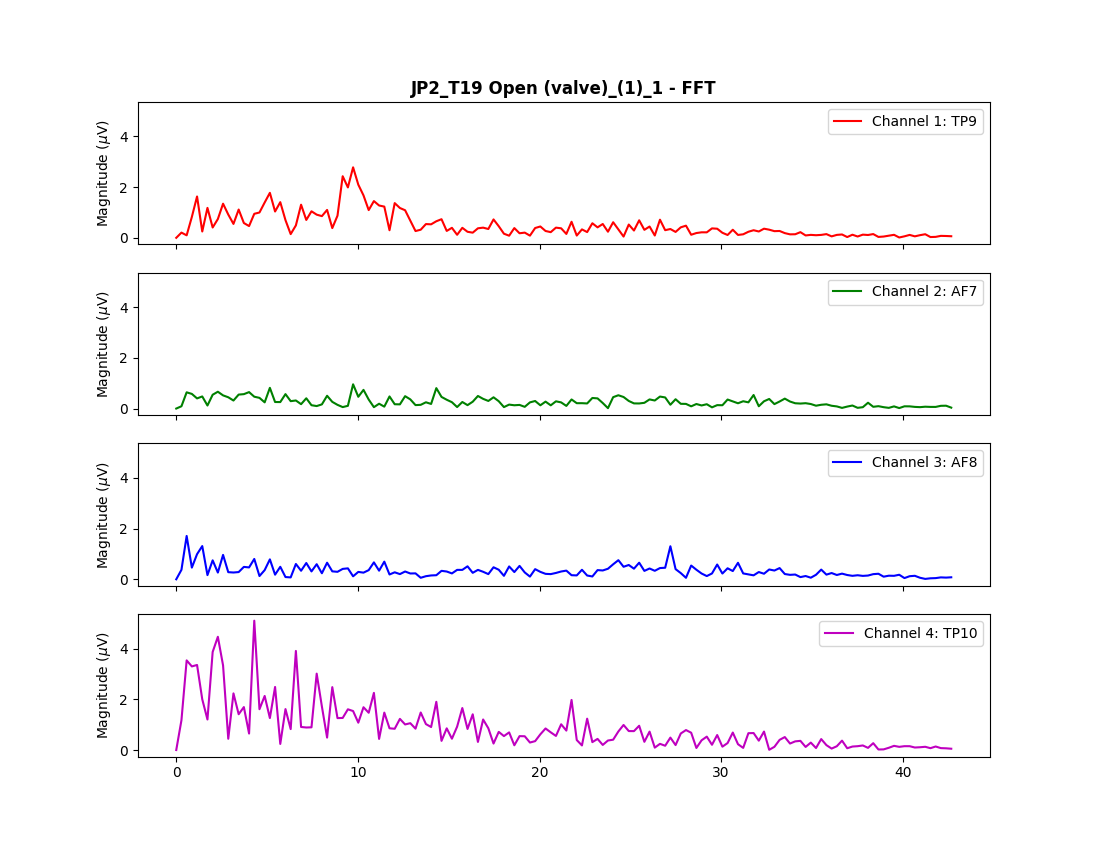 JP2_T19 Open (valve)_(1)_1 - FFT
Magnitude (μV)
4
2
0
Channel 1: TP9
Magnitude (μV)
4
2
0
Channel 2: AF7
Magnitude (μV)
4
2
0
Channel 3: AF8
Magnitude (μV)
4
2
0
Channel 4: TP10
0 10 20 30 40